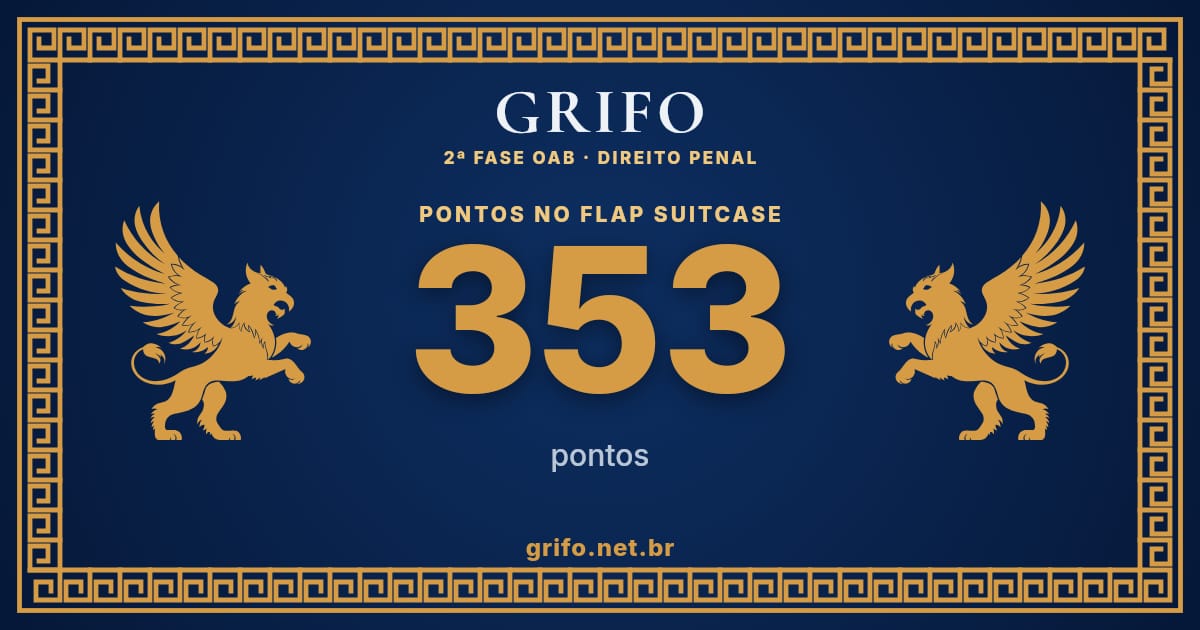 GRIFO
2ª FASE OAB · DIREITO PENAL
PONTOS NO FLAP SUITCASE
353
pontos
grifo.net.br